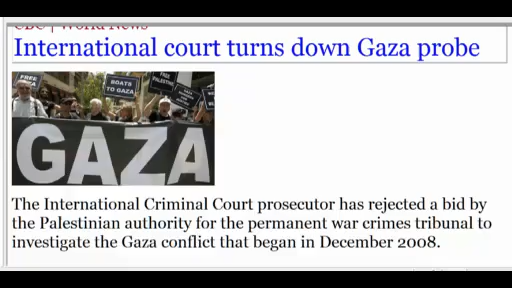 CBC | World News
International court turns down Gaza probe
FREE GAZA
BOATS TO GAZA
FREE PALESTINE
GAZA
The International Criminal Court prosecutor has rejected a bid by
the Palestinian authority for the permanent war crimes tribunal to
investigate the Gaza conflict that began in December 2008.